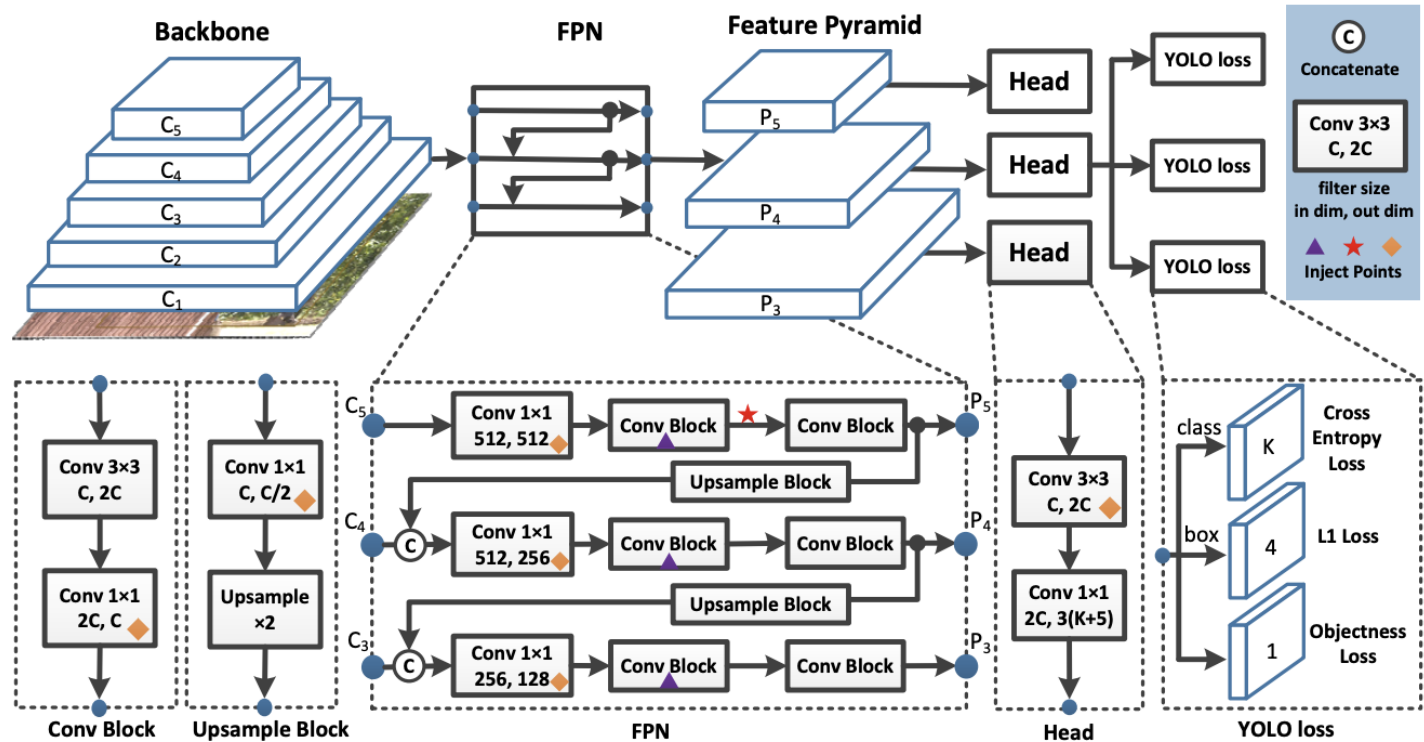 Backbone
FPN
Feature Pyramid
C5
C4
C3
C2
C1
P5
P4
P3
Head
Head
Head
YOLO loss
YOLO loss
YOLO loss
C
Concatenate
Conv 3×3
C, 2C
filter size
in dim, out dim
Inject Points
Conv 3×3
C, 2C
Conv 1×1
2C, C
Conv Block
Conv 1×1
C, C/2
Upsample
×2
Upsample Block
C5
Conv 1×1
512, 512
Conv Block
Conv Block
P5
Upsample Block
C4
C
Conv 1×1
512, 256
Conv Block
Conv Block
P4
Upsample Block
C3
C
Conv 1×1
256, 128
Conv Block
Conv Block
P3
FPN
Conv 3×3
C, 2C
Conv 1×1
2C, 3(K+5)
Head
class
K
Cross
Entropy
Loss
box
4
L1 Loss
1
Objectness
Loss
YOLO loss